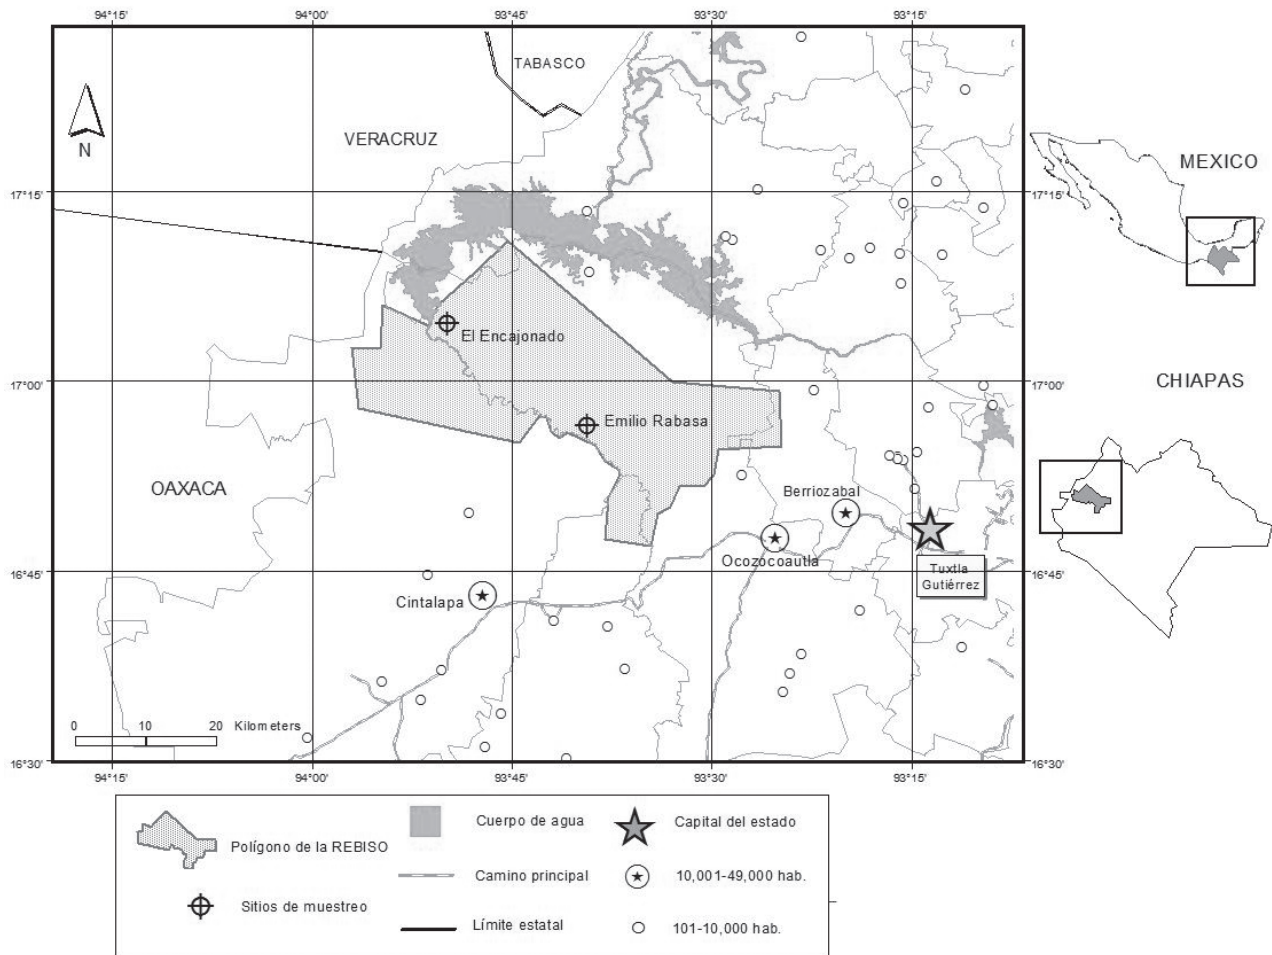 94°15'
94°00'
93°45'
93°30'
93°15'
TABASCO
N
VERACRUZ
MEXICO
17°15'
17°15'
El Encajonado
17°00'
17°00'
CHIAPAS
Emilio Rabasa
OAXACA
Berriozabal
Ocozocoautla
Tuxtla
Gutiérrez
16°45'
16°45'
Cintalapa
0 10 20 Kilometers
16°30'
16°30'
94°15'
94°00'
93°45'
93°30'
93°15'
Polígono de la REBISO
Sitios de muestreo
Cuerpo de agua
Camino principal
Límite estatal
Capital del estado
10,001-49,000 hab.
101-10,000 hab.